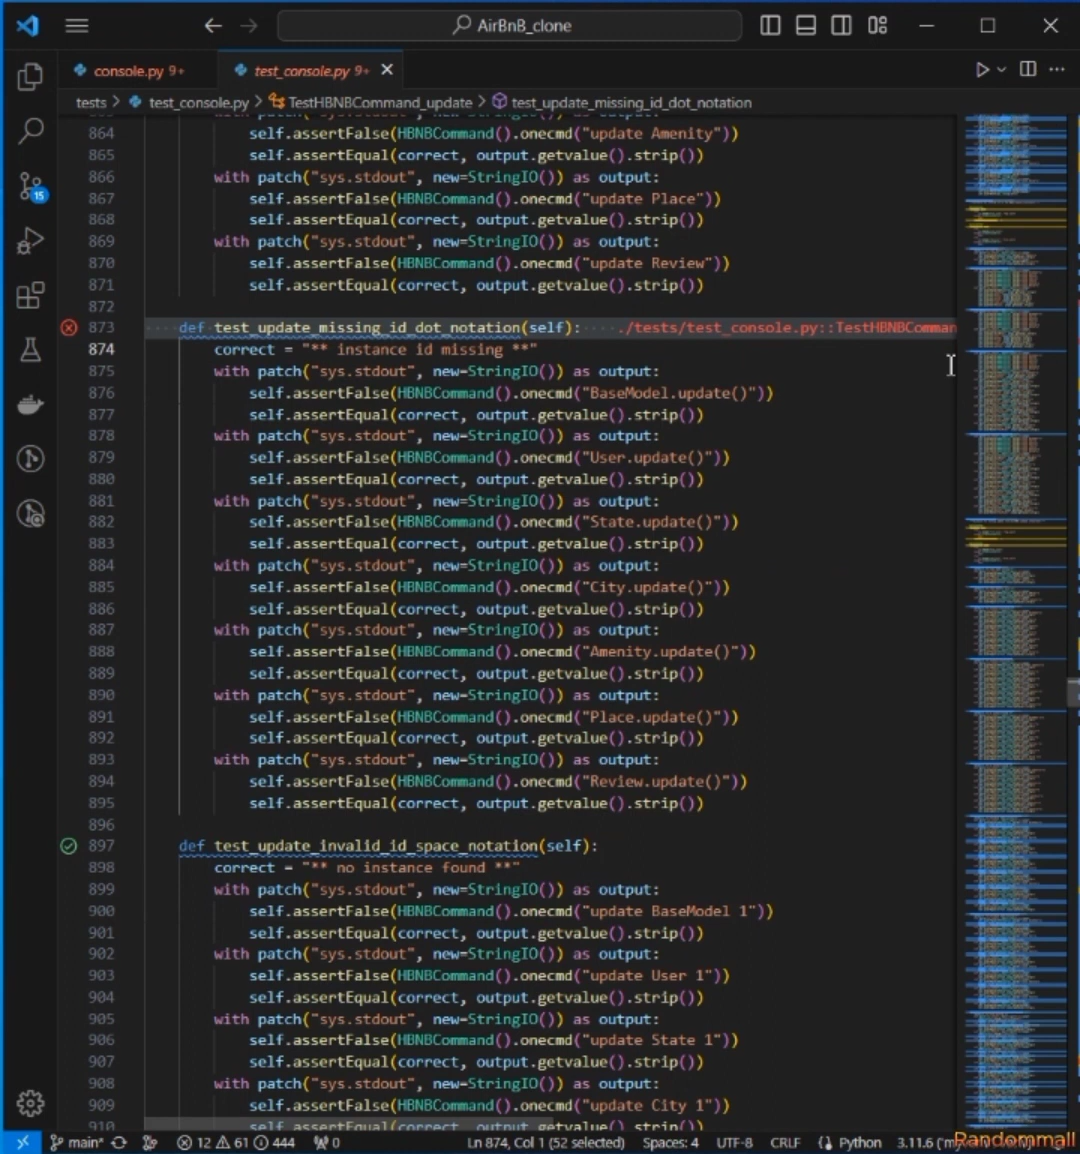 AirBnB_clone
console.py 9+ test_console.py 9+
tests > test_console.py > TestHBNBCommand_update > test_update_missing_id_dot_notation
864 self.assertFalse(HBNBCommand().onecmd("update Amenity"))
865 self.assertEqual(correct, output.getvalue().strip())
866 with patch("sys.stdout", new=StringIO()) as output:
867 self.assertFalse(HBNBCommand().onecmd("update Place"))
868 self.assertEqual(correct, output.getvalue().strip())
869 with patch("sys.stdout", new=StringIO()) as output:
870 self.assertFalse(HBNBCommand().onecmd("update Review"))
871 self.assertEqual(correct, output.getvalue().strip())
872
873 def test_update_missing_id_dot_notation(self): ./tests/test_console.py::TestHBNBComman
874 correct = "** instance id missing **"
875 with patch("sys.stdout", new=StringIO()) as output:
876 self.assertFalse(HBNBCommand().onecmd("BaseModel.update()"))
877 self.assertEqual(correct, output.getvalue().strip())
878 with patch("sys.stdout", new=StringIO()) as output:
879 self.assertFalse(HBNBCommand().onecmd("User.update()"))
880 self.assertEqual(correct, output.getvalue().strip())
881 with patch("sys.stdout", new=StringIO()) as output:
882 self.assertFalse(HBNBCommand().onecmd("State.update()"))
883 self.assertEqual(correct, output.getvalue().strip())
884 with patch("sys.stdout", new=StringIO()) as output:
885 self.assertFalse(HBNBCommand().onecmd("City.update()"))
886 self.assertEqual(correct, output.getvalue().strip())
887 with patch("sys.stdout", new=StringIO()) as output:
888 self.assertFalse(HBNBCommand().onecmd("Amenity.update()"))
889 self.assertEqual(correct, output.getvalue().strip())
890 with patch("sys.stdout", new=StringIO()) as output:
891 self.assertFalse(HBNBCommand().onecmd("Place.update()"))
892 self.assertEqual(correct, output.getvalue().strip())
893 with patch("sys.stdout", new=StringIO()) as output:
894 self.assertFalse(HBNBCommand().onecmd("Review.update()"))
895 self.assertEqual(correct, output.getvalue().strip())
896
897 def test_update_invalid_id_space_notation(self):
898 correct = "** no instance found **"
899 with patch("sys.stdout", new=StringIO()) as output:
900 self.assertFalse(HBNBCommand().onecmd("update BaseModel 1"))
901 self.assertEqual(correct, output.getvalue().strip())
902 with patch("sys.stdout", new=StringIO()) as output:
903 self.assertFalse(HBNBCommand().onecmd("update User 1"))
904 self.assertEqual(correct, output.getvalue().strip())
905 with patch("sys.stdout", new=StringIO()) as output:
906 self.assertFalse(HBNBCommand().onecmd("update State 1"))
907 self.assertEqual(correct, output.getvalue().strip())
908 with patch("sys.stdout", new=StringIO()) as output:
909 self.assertFalse(HBNBCommand().onecmd("update City 1"))
910 self.assertEqual(correct, output.getvalue().strip())
15
main* 12 61 444 0 Ln 874, Col 1 (52 selected) Spaces: 4 UTF-8 CRLF Python 3.11.6
Randommall